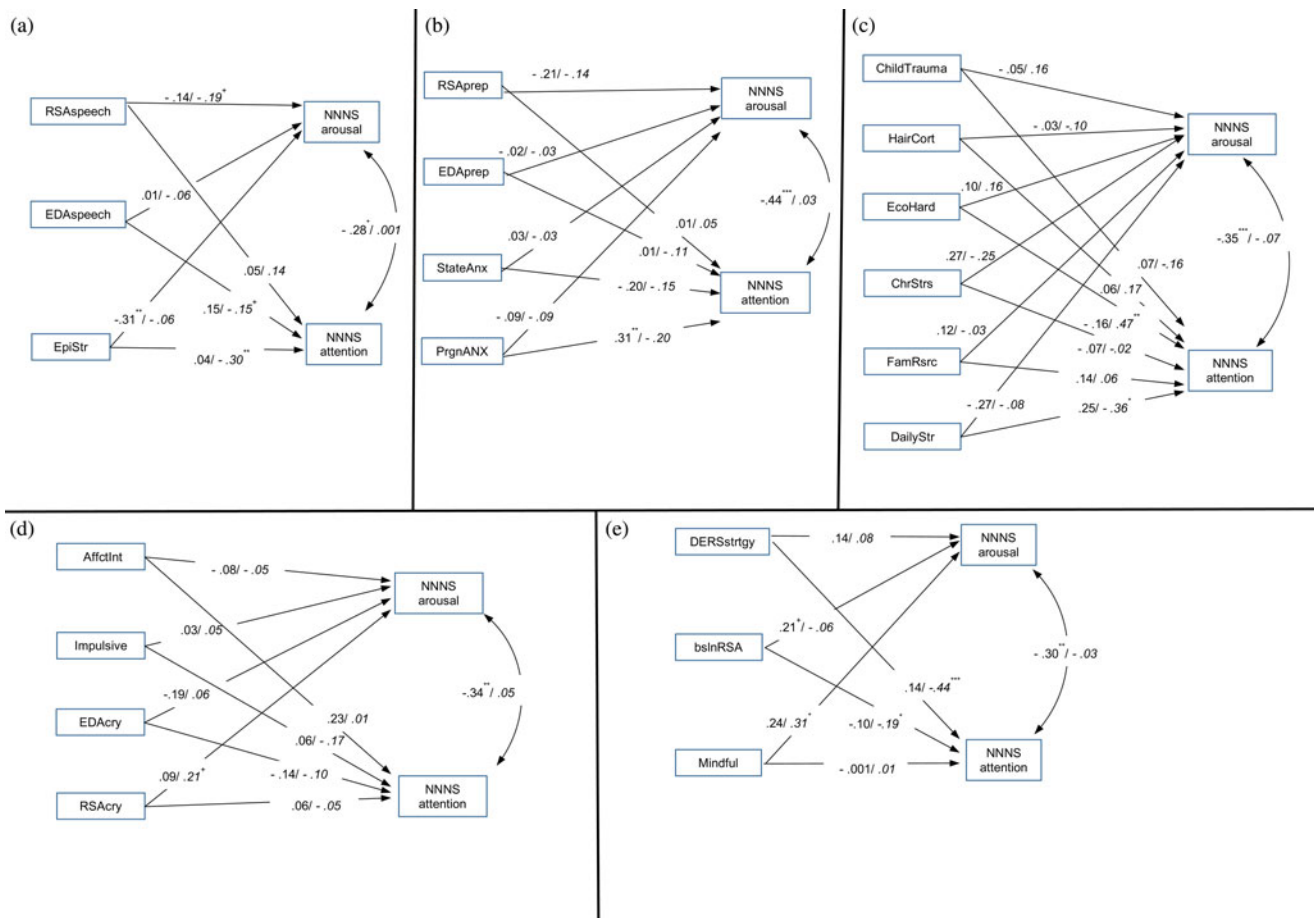 (a)
RSAspeech
EDAspeech
EpiStr
NNNS
arousal
NNNS
attention
- .14/ - .19⁺
.01/ - .06
- .28*/ .001
.05/ .14
-.31**/ - .06
.15/ - .15⁺
.04/ - .30**
(b)
RSAprep
EDAprep
StateAnx
PrgnANX
NNNS
arousal
NNNS
attention
-.21/ - .14
-.02/ - .03
-.44***/ .03
.01/ .05
.03/ - .03
.01/ - .11
-.20/ - .15
-.09/ - .09
.31**/ - .20
(c)
ChildTrauma
HairCort
EcoHard
ChrStrs
FamRsrc
DailyStr
NNNS
arousal
NNNS
attention
- .05/ .16
- .03/ -.10
.10/ .16
-.35***/ - .07
.27/ - .25
.07/ -.16
.06/ .17
- .16/ .47**
.12/ - .03
- .07/ -.02
.14/ .06
- .27/ - .08
.25/ - .36*
(d)
AffctInt
Impulsive
EDAcry
RSAcry
NNNS
arousal
NNNS
attention
- .08/ - .05
.03/ .05
-.19/ .06
-.34**/ .05
.23/ .01
.06/ - .17
.09/ .21⁺
- .14/ - .10
.06/ - .05
(e)
DERSstrtgy
bslnRSA
Mindful
NNNS
arousal
NNNS
attention
.14/ .08
.21⁺/ - .06
- .30**/ - .03
.14/ -.44***
.24/ .31*
-.10/ -.19*
- .001/ .01